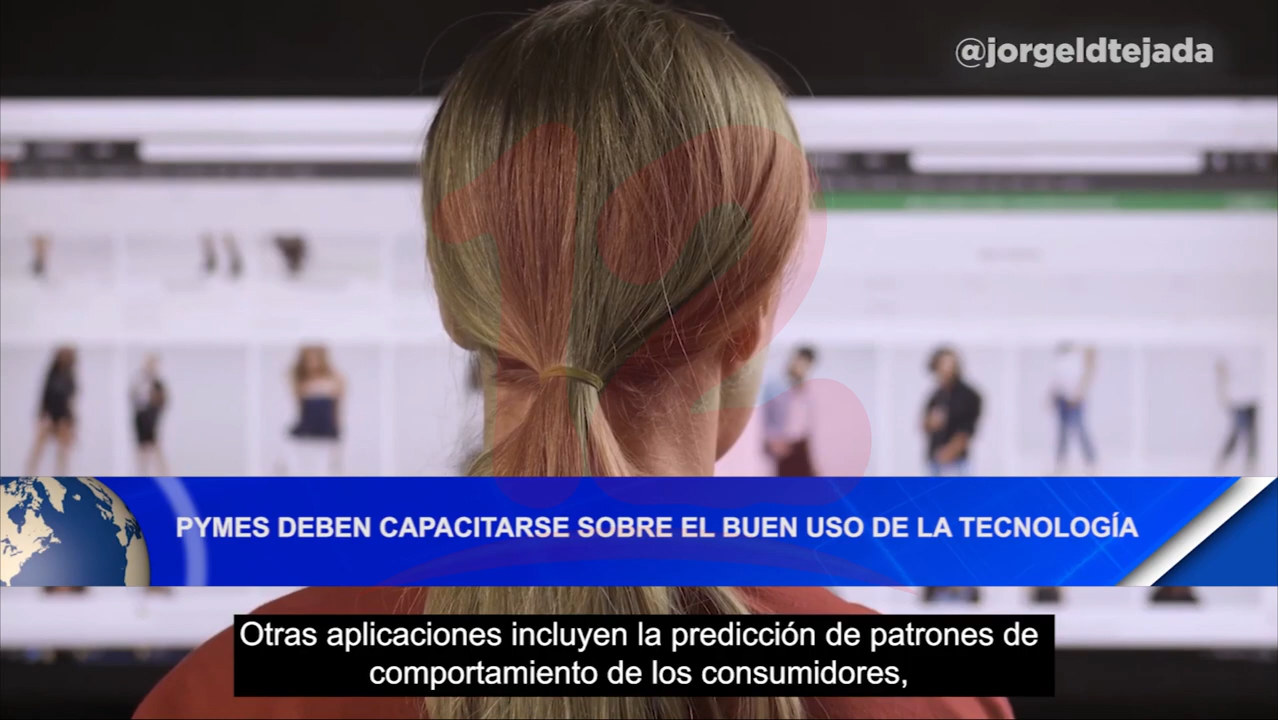 @jorgeldtejada
12
PYMES DEBEN CAPACITARSE SOBRE EL BUEN USO DE LA TECNOLOGÍA
Otras aplicaciones incluyen la predicción de patrones de
comportamiento de los consumidores,